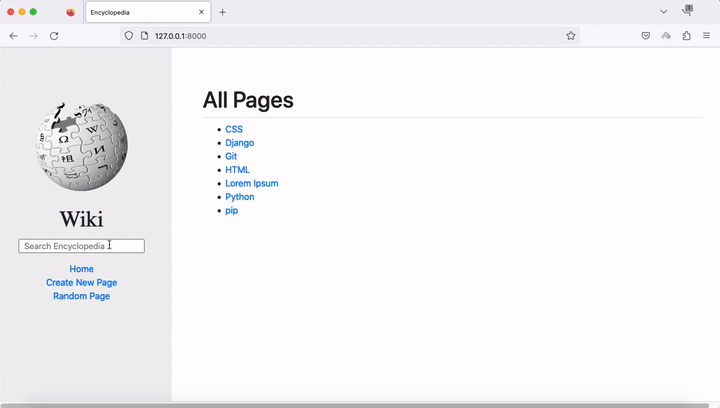 Encyclopedia
127.0.0.1:8000
All Pages
CSS
Django
Git
HTML
Lorem Ipsum
Python
pip
Ω
W
И
Wiki
Search Encyclopedia
Home
Create New Page
Random Page